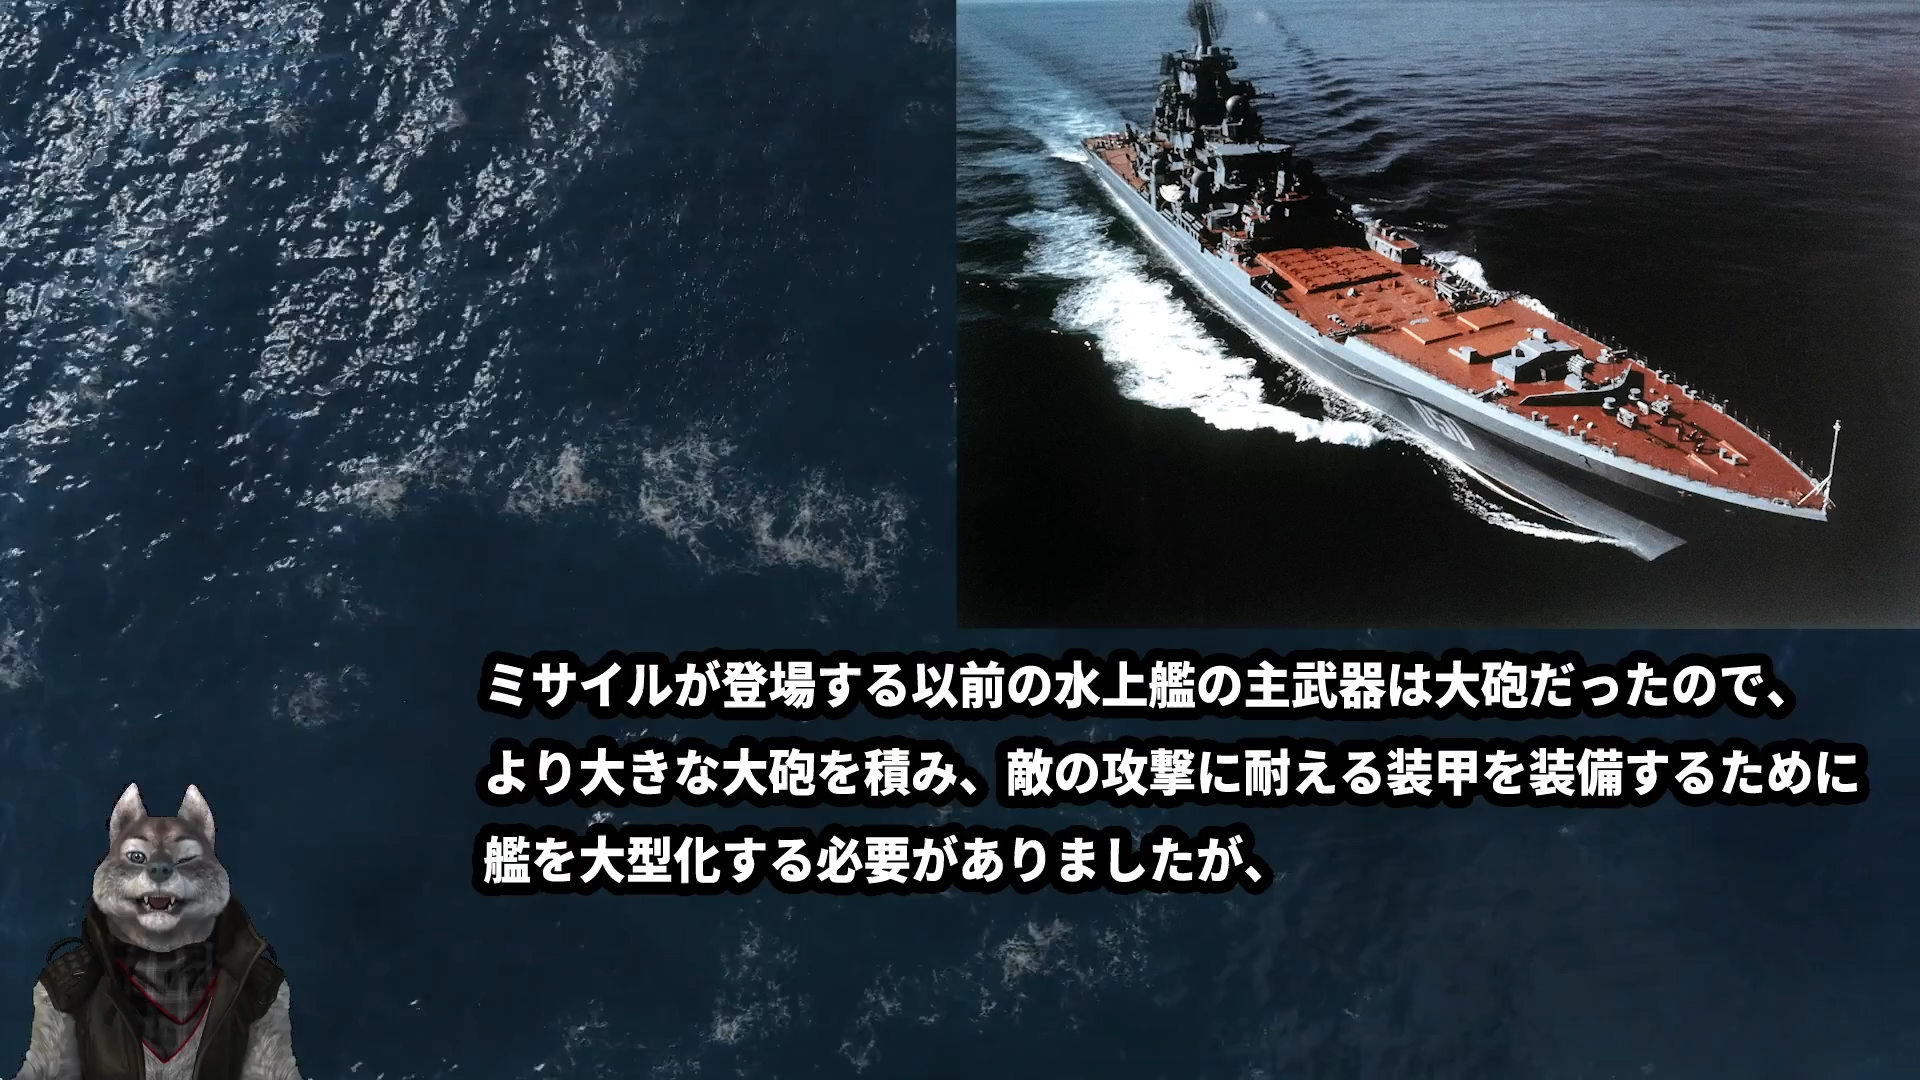 050
ミサイルが登場する以前の水上艦の主武器は大砲だったので、
より大きな大砲を積み、敵の攻撃に耐える装甲を装備するために
艦を大型化する必要がありましたが、